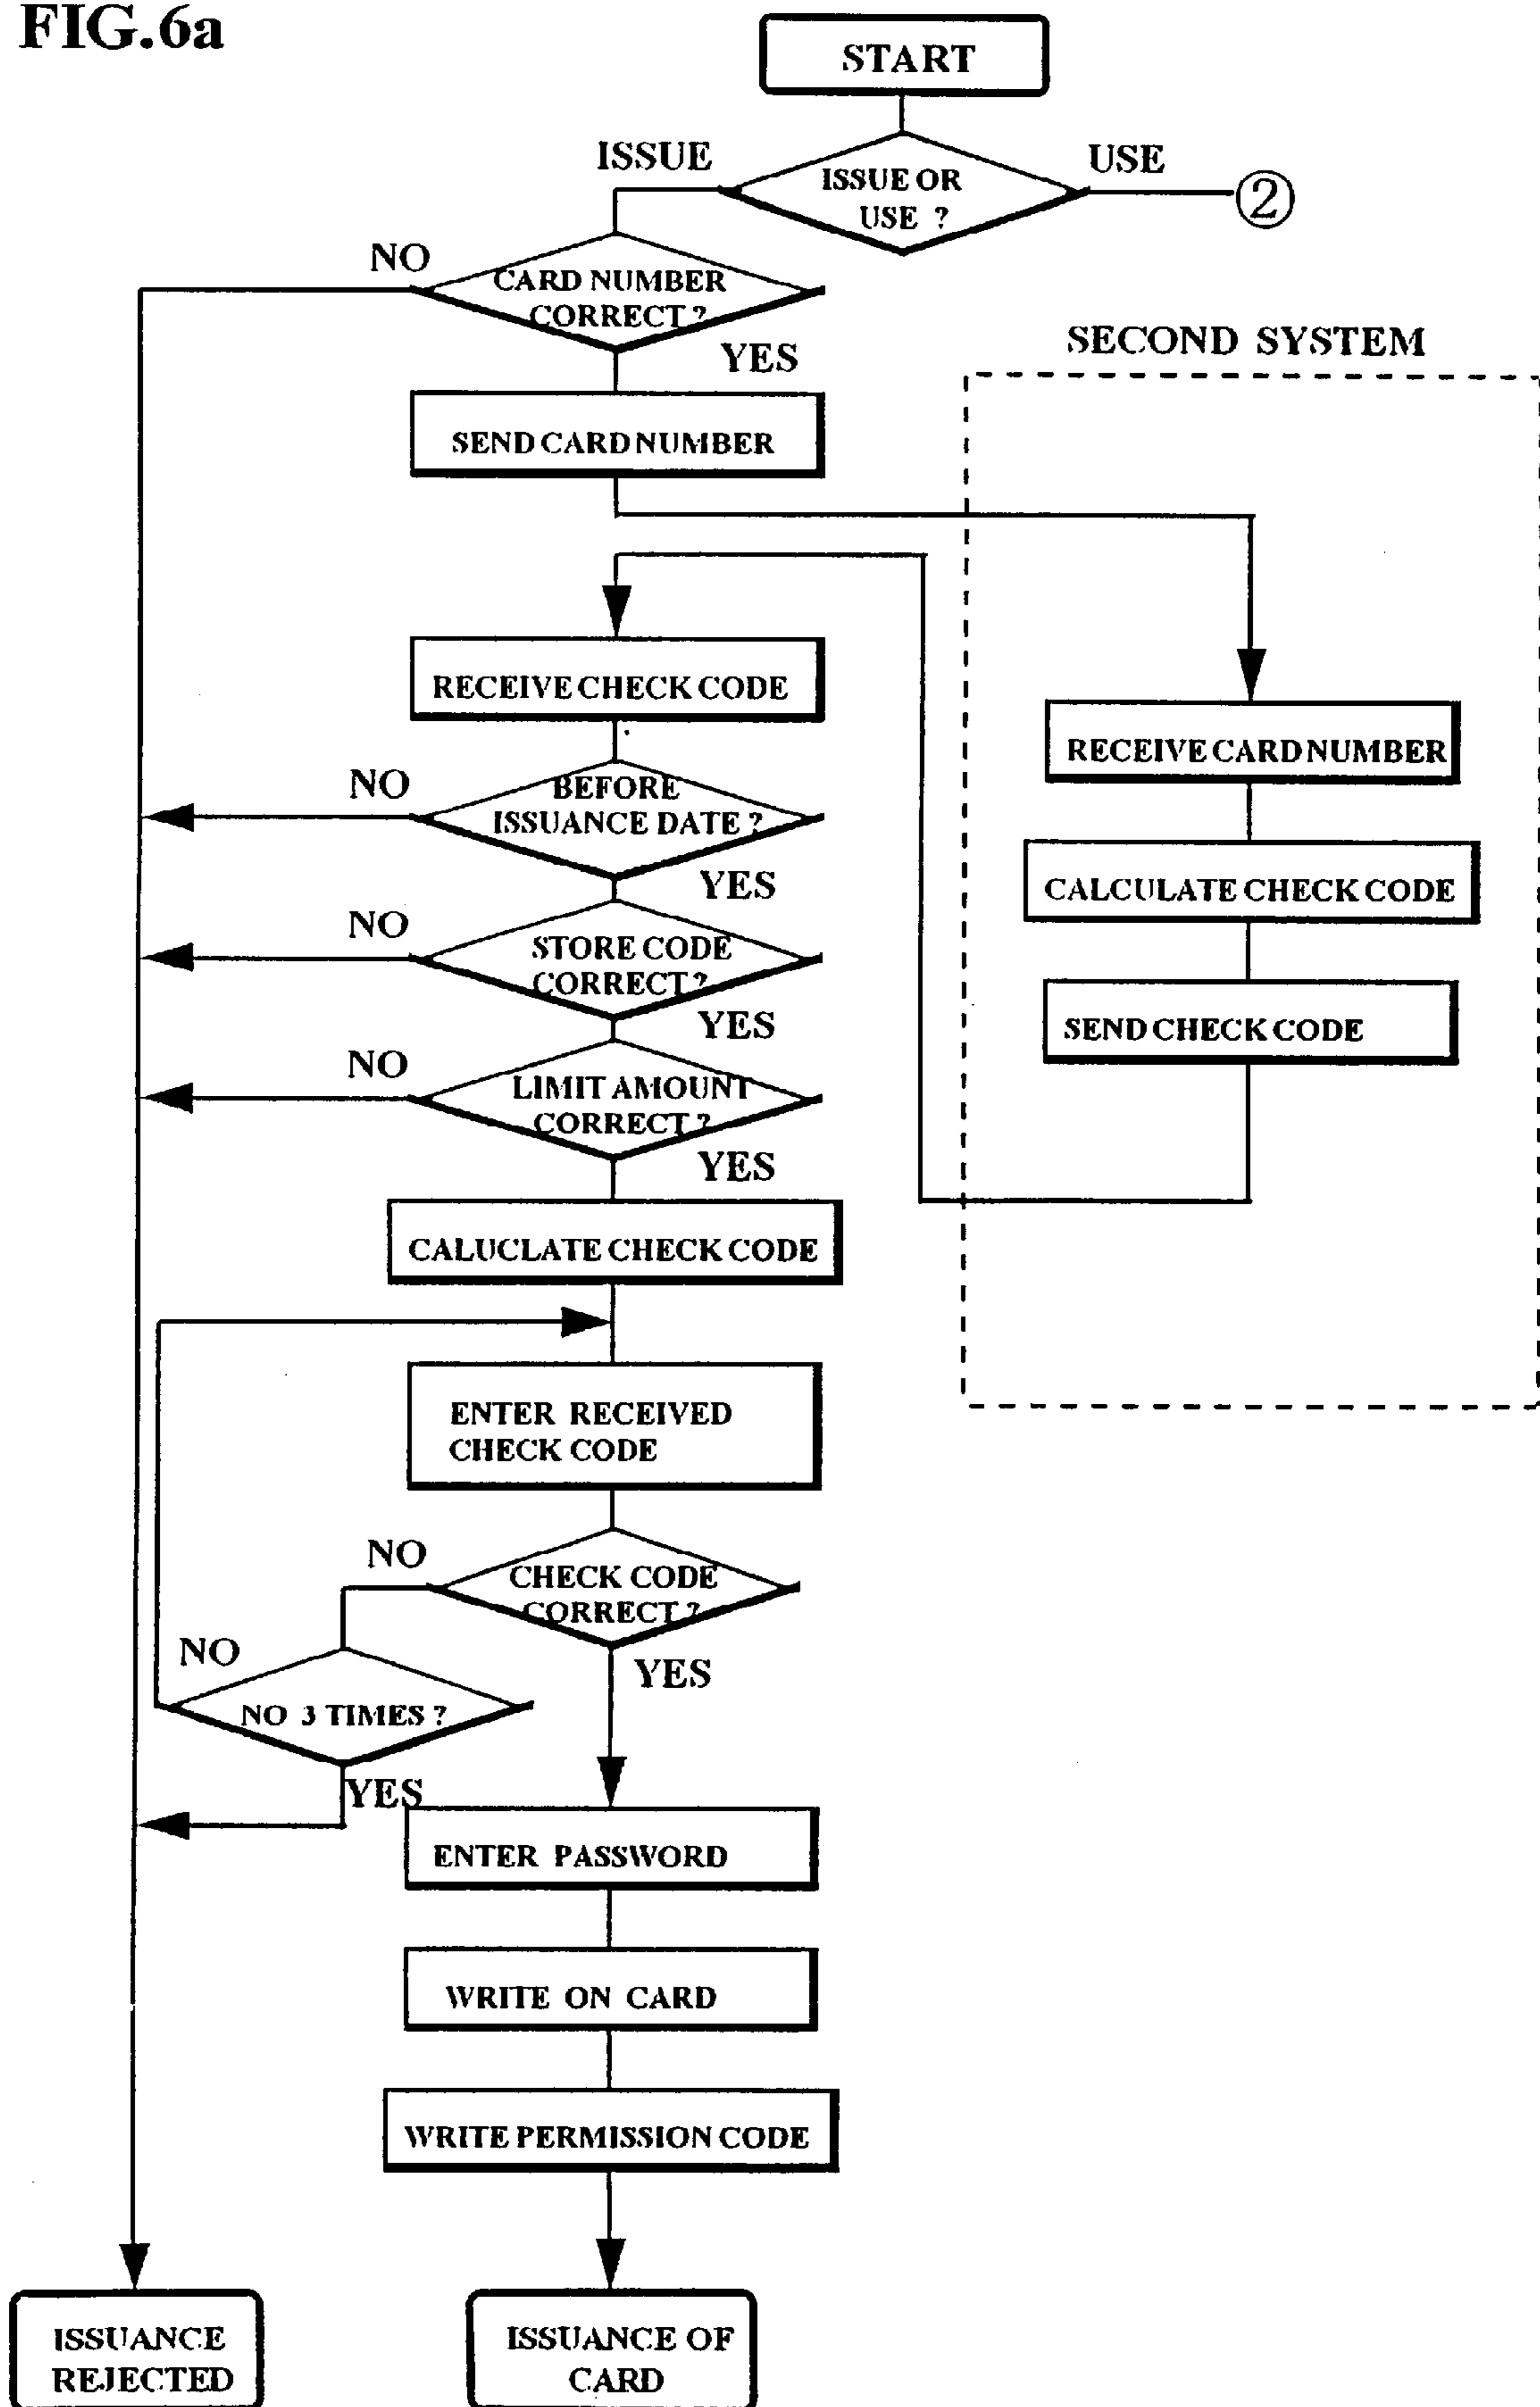 FIG.6a
START
ISSUE
USE
ISSUE OR
USE ?
②
NO
CARD NUMBER
CORRECT ?
YES
SECOND SYSTEM
SEND CARD NUMBER
RECEIVE CHECK CODE
RECEIVE CARD NUMBER
NO
BEFORE
ISSUANCE DATE ?
YES
CALCULATE CHECK CODE
NO
STORE CODE
CORRECT ?
YES
SEND CHECK CODE
NO
LIMIT AMOUNT
CORRECT ?
YES
CALUCLATE CHECK CODE
ENTER RECEIVED
CHECK CODE
NO
CHECK CODE
CORRECT ?
NO
YES
NO 3 TIMES ?
YES
ENTER PASSWORD
WRITE ON CARD
WRITE PERMISSION CODE
ISSUANCE
REJECTED
ISSUANCE OF
CARD